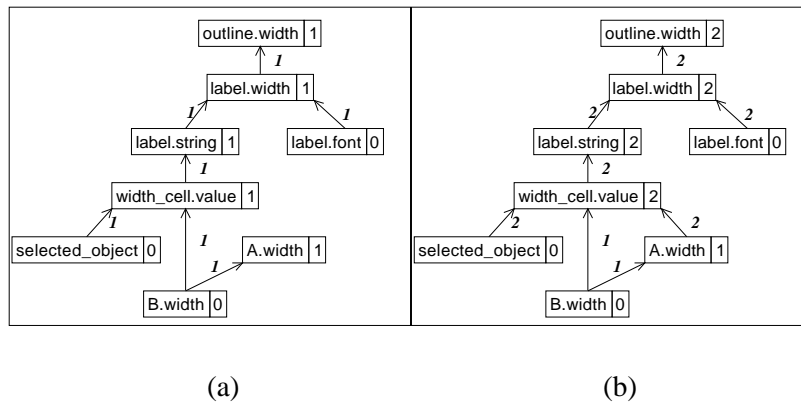 outline.width 1
1
label.width 1
1 1
label.string 1 label.font 0
1
width_cell.value 1
1
1
selected_object 0 A.width 1
1
B.width 0
(a)
outline.width 2
2
label.width 2
2 2
label.string 2 label.font 0
2
width_cell.value 2
2 2
1
selected_object 0 A.width 1
1
B.width 0
(b)